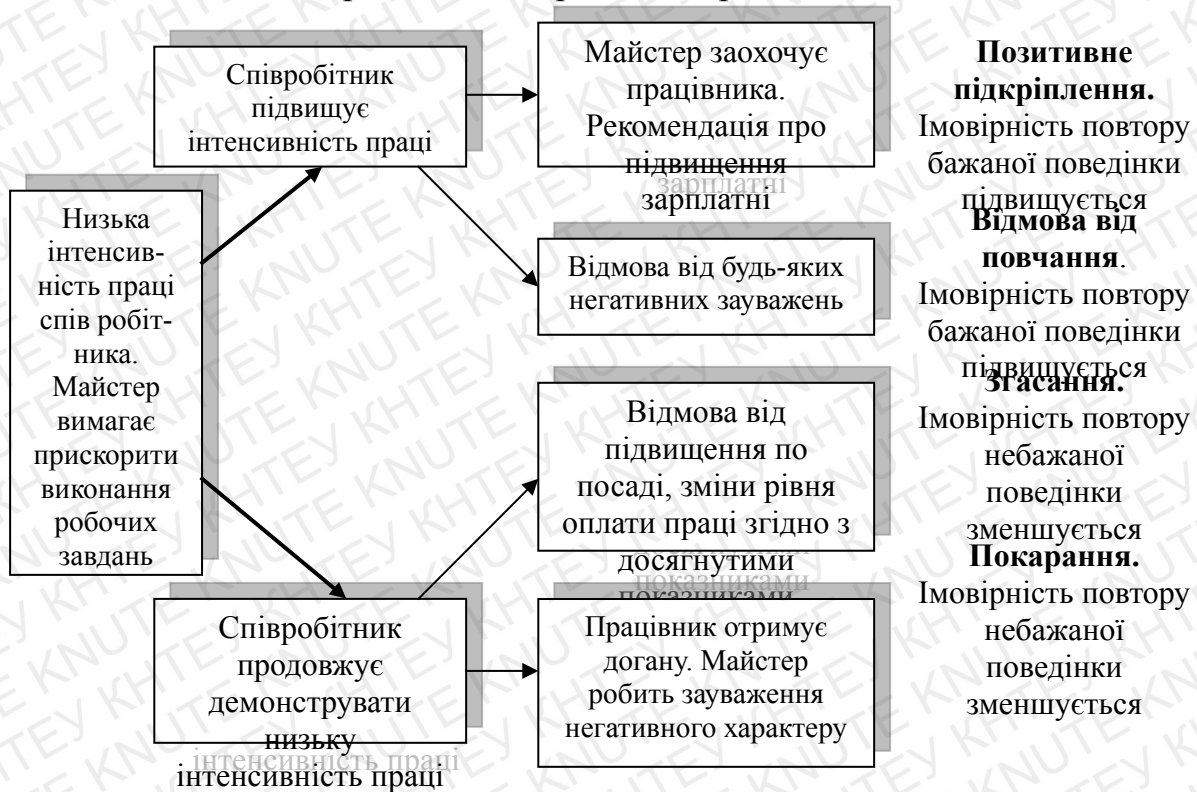 Співробітник
підвищує
інтенсивність праці
Майстер заохочує
працівника.
Рекомендація про
підвищення
зарплатні
Позитивне
підкріплення.
Імовірність повтору
бажаної поведінки
підвищується
Низька
інтенсив-
ність праці
спів робіт-
ника.
Майстер
вимагає
прискорити
виконання
робочих
завдань
Відмова від будь-яких
негативних зауважень
Відмова від
повчання.
Імовірність повтору
бажаної поведінки
підвищується
Відмова від
підвищення по
посаді, зміни рівня
оплати праці згідно з
досягнутими
показниками
Згасання.
Імовірність повтору
небажаної
поведінки
зменшується
Співробітник
продовжує
демонструвати
низьку
інтенсивність праці
Працівник отримує
догану. Майстер
робить зауваження
негативного характеру
Покарання.
Імовірність повтору
небажаної
поведінки
зменшується